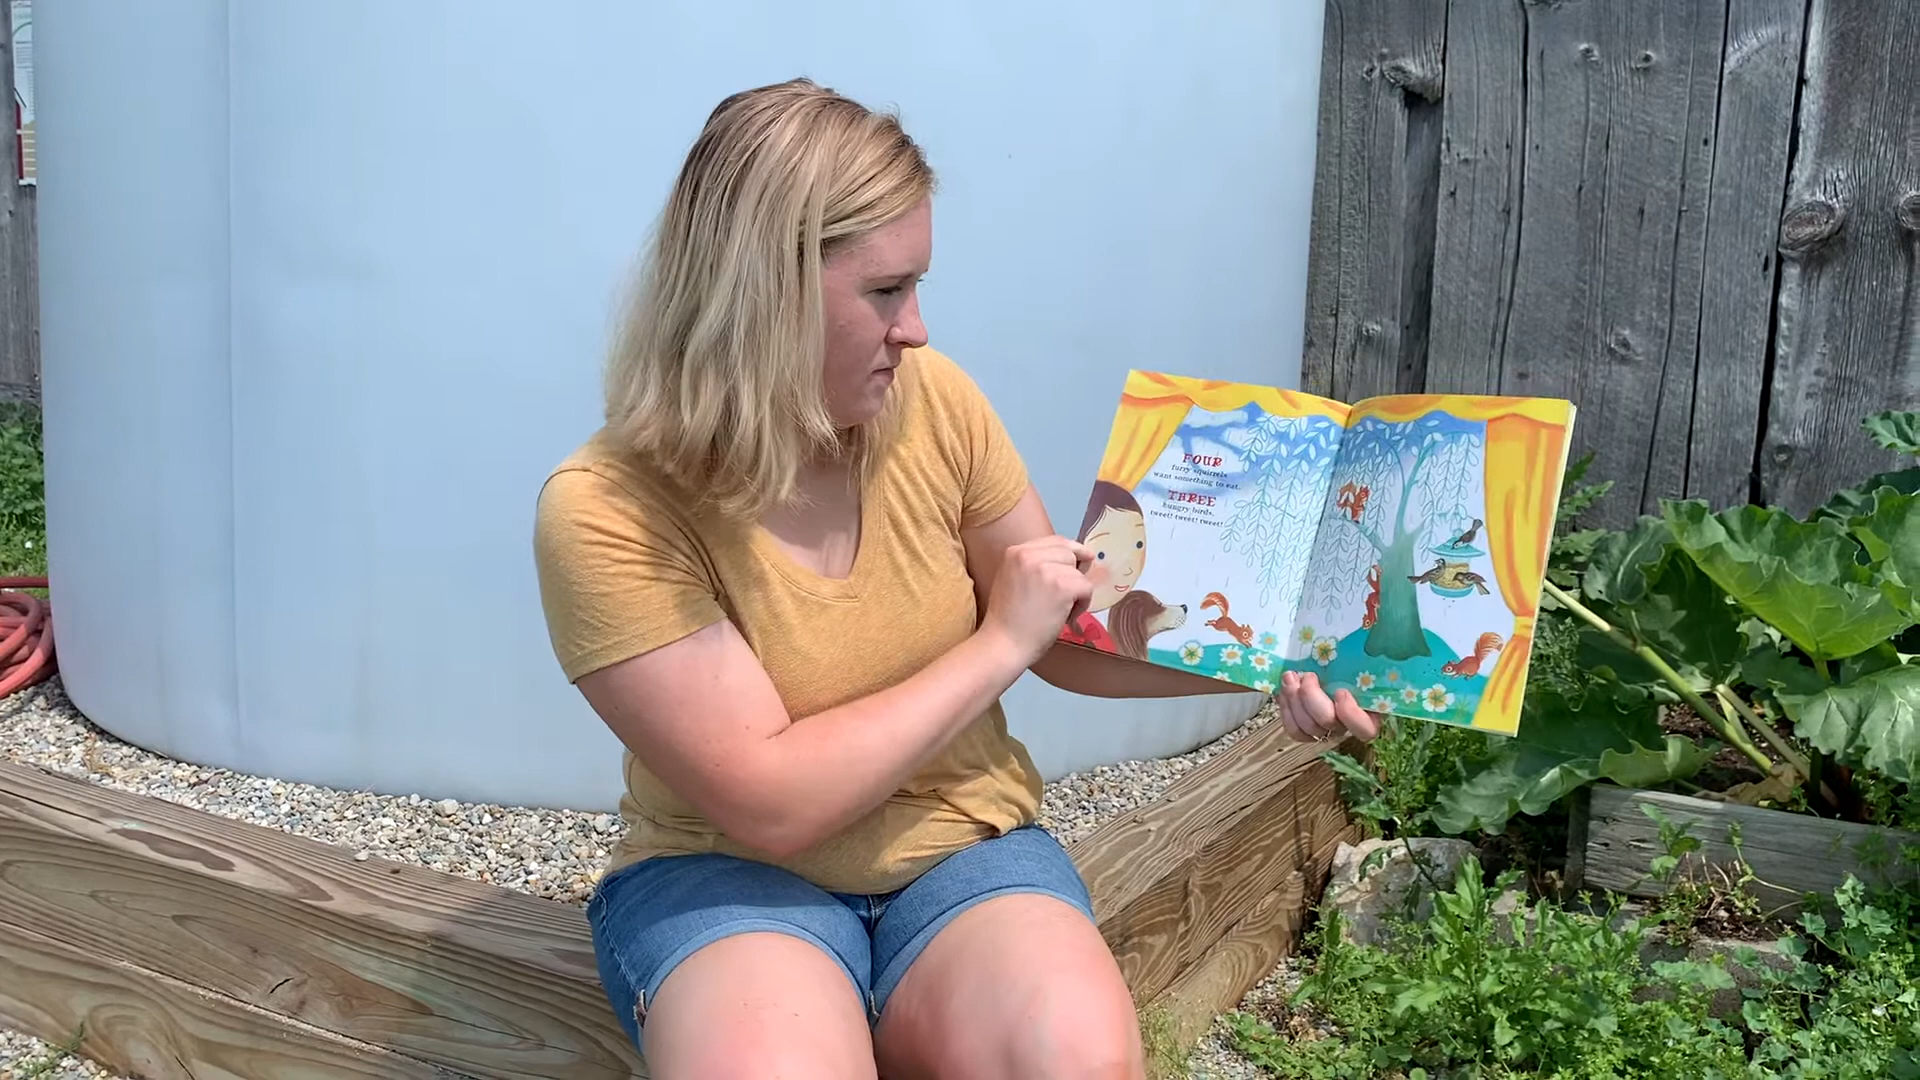 FOUR
furry squirrels
want something to eat.
THREE
hungry birds,
tweet! tweet! tweet!